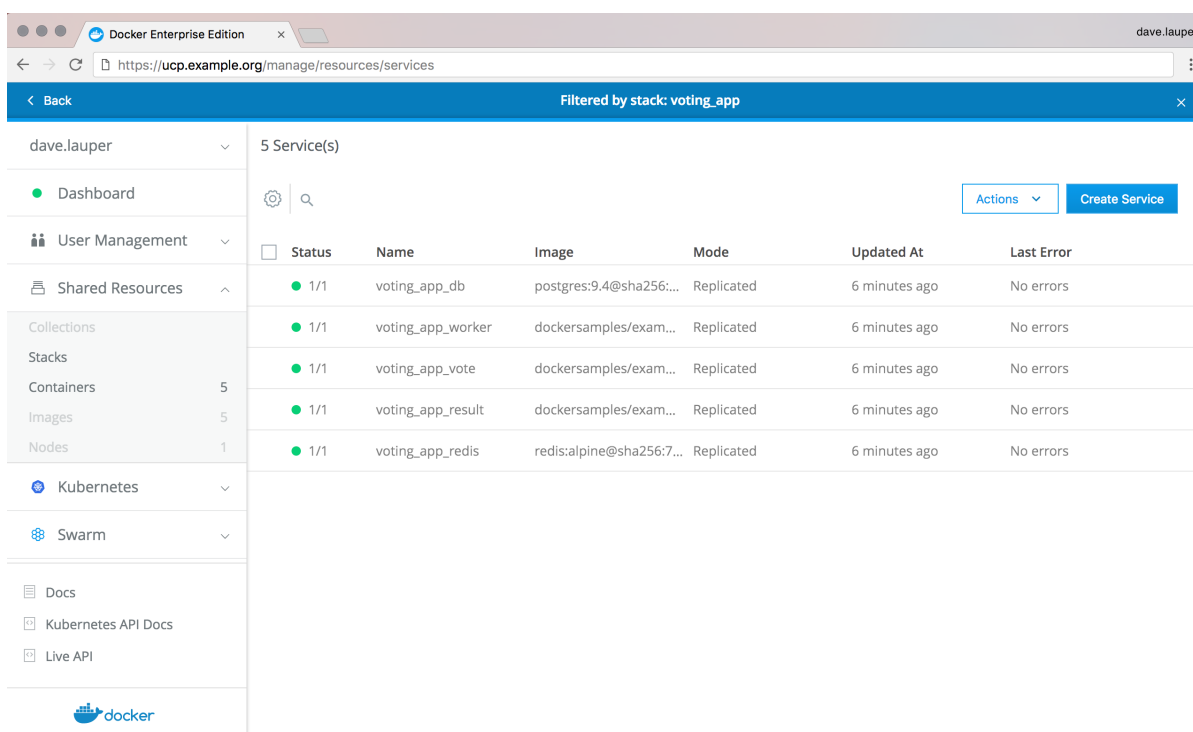 Docker Enterprise Edition
dave.laupe
https://ucp.example.org/manage/resources/services
Back
Filtered by stack: voting_app
dave.lauper
5 Service(s)
Dashboard
Actions
Create Service
User Management
Status Name Image Mode Updated At Last Error
Shared Resources
1/1 voting_app_db postgres:9.4@sha256:... Replicated 6 minutes ago No errors
Collections
1/1 voting_app_worker dockersamples/exam... Replicated 6 minutes ago No errors
Stacks
1/1 voting_app_vote dockersamples/exam... Replicated 6 minutes ago No errors
Containers 5
1/1 voting_app_result dockersamples/exam... Replicated 6 minutes ago No errors
Images 5
Nodes 1
1/1 voting_app_redis redis:alpine@sha256:7... Replicated 6 minutes ago No errors
Kubernetes
Swarm
Docs
Kubernetes API Docs
Live API
docker